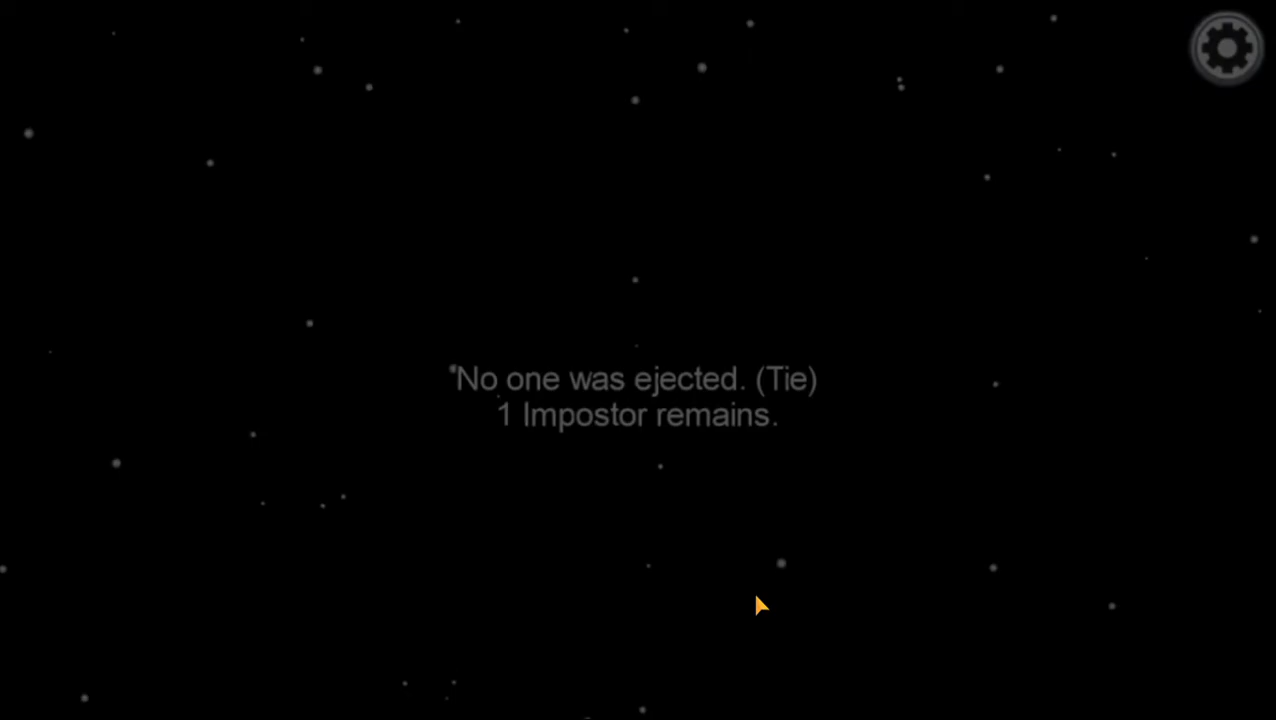 No one was ejected. (Tie)
1 Impostor remains.